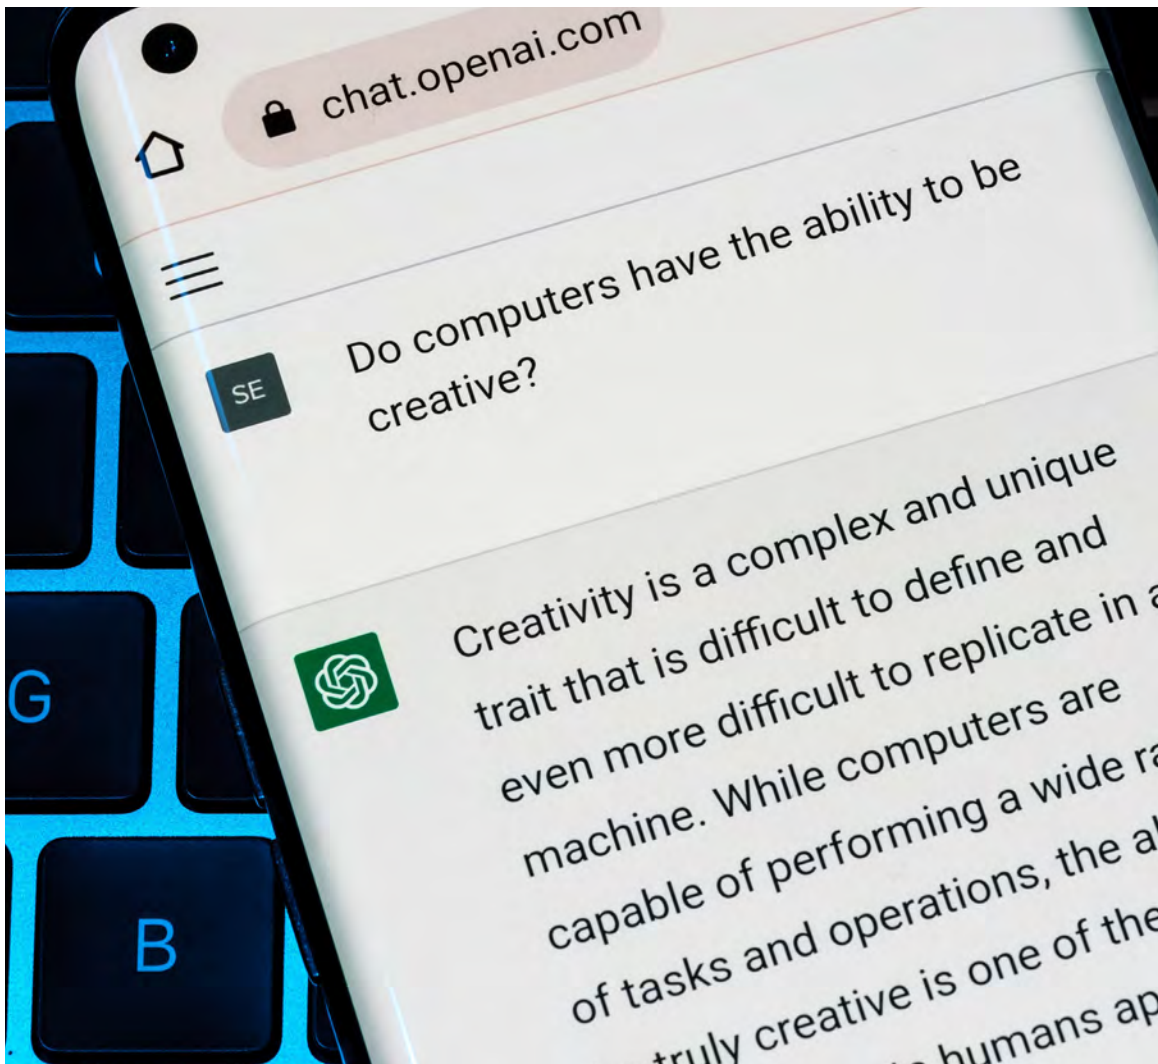 chat.openai.com
Do computers have the ability to be
SE
creative?
Creativity is a complex and unique
trait that is difficult to define and
even more difficult to replicate in a
machine. While computers are
capable of performing a wide
of tasks and operations, the
truly creative is one of the
humans
G
B